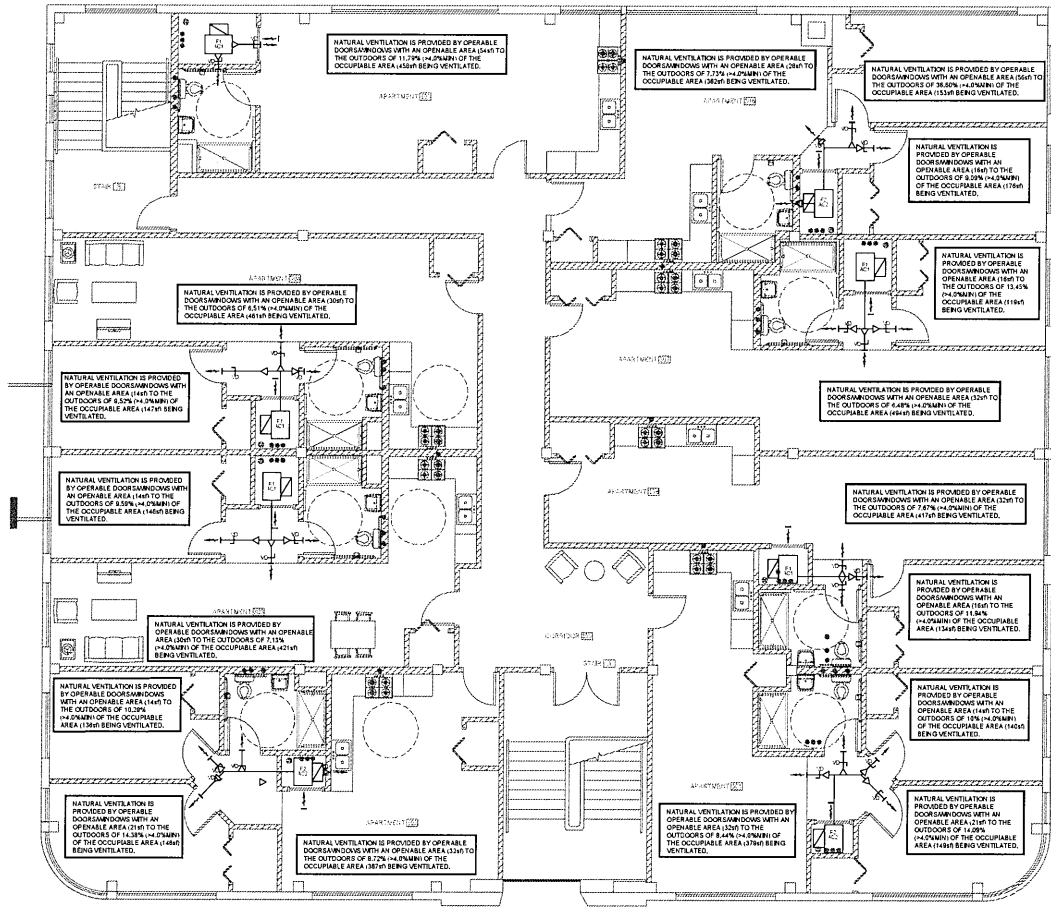 NATURAL VENTILATION IS PROVIDED BY OPERABLE
DOORS/WINDOWS WITH AN OPENABLE AREA (54sf) TO
THE OUTDOORS OF 11.79% (>4.0%MIN) OF THE
OCCUPIABLE AREA (458sf) BEING VENTILATED.
APARTMENT
NATURAL VENTILATION IS PROVIDED BY OPERABLE
DOORS/WINDOWS WITH AN OPENABLE AREA (28sf) TO
THE OUTDOORS OF 7.73% (>4.0%MIN) OF THE
OCCUPIABLE AREA (362sf) BEING VENTILATED.
APARTMENT
NATURAL VENTILATION IS PROVIDED BY OPERABLE
DOORS/WINDOWS WITH AN OPENABLE AREA (56sf) TO
THE OUTDOORS OF 36.60% (>4.0%MIN) OF THE
OCCUPIABLE AREA (153sf) BEING VENTILATED.
NATURAL VENTILATION IS
PROVIDED BY OPERABLE
DOORS/WINDOWS WITH AN
OPENABLE AREA (16sf) TO THE
OUTDOORS OF 9.09% (>4.0%MIN)
OF THE OCCUPIABLE AREA (176sf)
BEING VENTILATED.
STAIR
NATURAL VENTILATION IS
PROVIDED BY OPERABLE
DOORS/WINDOWS WITH AN
OPENABLE AREA (16sf) TO THE
OUTDOORS OF 13.45%
(>4.0%MIN) OF THE
OCCUPIABLE AREA (119sf)
BEING VENTILATED.
APARTMENT
NATURAL VENTILATION IS PROVIDED BY OPERABLE
DOORS/WINDOWS WITH AN OPENABLE AREA (30sf) TO
THE OUTDOORS OF 6.51% (>4.0%MIN) OF THE
OCCUPIABLE AREA (461sf) BEING VENTILATED.
APARTMENT
NATURAL VENTILATION IS PROVIDED
BY OPERABLE DOORS/WINDOWS WITH
AN OPENABLE AREA (14sf) TO THE
OUTDOORS OF 9.52% (>4.0%MIN) OF
THE OCCUPIABLE AREA (147sf) BEING
VENTILATED.
NATURAL VENTILATION IS PROVIDED BY OPERABLE
DOORS/WINDOWS WITH AN OPENABLE AREA (32sf) TO
THE OUTDOORS OF 6.48% (>4.0%MIN) OF THE
OCCUPIABLE AREA (494sf) BEING VENTILATED.
NATURAL VENTILATION IS PROVIDED
BY OPERABLE DOORS/WINDOWS WITH
AN OPENABLE AREA (14sf) TO THE
OUTDOORS OF 9.59% (>4.0%MIN) OF
THE OCCUPIABLE AREA (146sf) BEING
VENTILATED.
APARTMENT
NATURAL VENTILATION IS PROVIDED BY OPERABLE
DOORS/WINDOWS WITH AN OPENABLE AREA (32sf) TO
THE OUTDOORS OF 7.67% (>4.0%MIN) OF THE
OCCUPIABLE AREA (417sf) BEING VENTILATED.
APARTMENT
NATURAL VENTILATION IS PROVIDED BY
OPERABLE DOORS/WINDOWS WITH AN OPENABLE
AREA (30sf) TO THE OUTDOORS OF 7.13%
(>4.0%MIN) OF THE OCCUPIABLE AREA (421sf)
BEING VENTILATED.
NATURAL VENTILATION IS
PROVIDED BY OPERABLE
DOORS/WINDOWS WITH AN
OPENABLE AREA (16sf) TO THE
OUTDOORS OF 11.94%
(>4.0%MIN) OF THE
OCCUPIABLE AREA (134sf)
BEING VENTILATED.
CORRIDOR
STAIR
NATURAL VENTILATION IS PROVIDED
BY OPERABLE DOORS/WINDOWS
WITH AN OPENABLE AREA (14sf) TO
THE OUTDOORS OF 10.29%
(>4.0%MIN) OF THE OCCUPIABLE
AREA (136sf) BEING VENTILATED.
NATURAL VENTILATION IS PROVIDED
BY OPERABLE DOORS/WINDOWS
WITH AN OPENABLE AREA (14sf) TO
THE OUTDOORS OF 10% (>4.0%MIN)
OF THE OCCUPIABLE AREA (140sf)
BEING VENTILATED.
APARTMENT
NATURAL VENTILATION IS
PROVIDED BY OPERABLE
DOORS/WINDOWS WITH AN
OPENABLE AREA (21sf) TO THE
OUTDOORS OF 14.38% (>4.0%MIN)
OF THE OCCUPIABLE AREA (146sf)
BEING VENTILATED.
APARTMENT
NATURAL VENTILATION IS PROVIDED BY OPERABLE
DOORS/WINDOWS WITH AN OPENABLE AREA (33sf) TO
THE OUTDOORS OF 8.72% (>4.0%MIN) OF THE
OCCUPIABLE AREA (387sf) BEING VENTILATED.
NATURAL VENTILATION IS PROVIDED BY
OPERABLE DOORS/WINDOWS WITH AN
OPENABLE AREA (32sf) TO THE
OUTDOORS OF 8.44% (>4.0%MIN) OF
THE OCCUPIABLE AREA (379sf) BEING
VENTILATED.
NATURAL VENTILATION IS
PROVIDED BY OPERABLE
DOORS/WINDOWS WITH AN
OPENABLE AREA (21sf) TO THE
OUTDOORS OF 14.09%
(>4.0%MIN) OF THE OCCUPIABLE
AREA (149sf) BEING
VENTILATED.